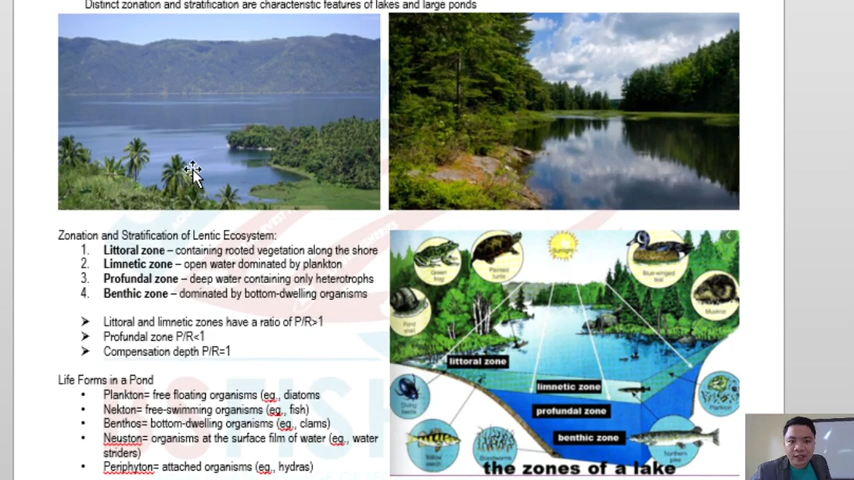 Distinct zonation and stratification are characteristic features of lakes and large ponds
Zonation and Stratification of Lentic Ecosystem:
1. Littoral zone – containing rooted vegetation along the shore
2. Limnetic zone – open water dominated by plankton
3. Profundal zone – deep water containing only heterotrophs
4. Benthic zone – dominated by bottom-dwelling organisms
Littoral and limnetic zones have a ratio of P/R>1
Profundal zone P/R<1
Compensation depth P/R=1
Life Forms in a Pond
Plankton= free floating organisms (eg., diatoms
Nekton= free-swimming organisms (eg., fish)
Benthos= bottom-dwelling organisms (eg., clams)
Neuston= organisms at the surface film of water (eg., water
striders)
Periphyton= attached organisms (eg., hydras)
Green frog
Painted turtle
Sunlight
Blue-winged teal
Muskrat
Pond snail
littoral zone
limnetic zone
profundal zone
benthic zone
Diving beetle
Plankton
Yellow perch
Bloodworms
Northern pike
the zones of a lake